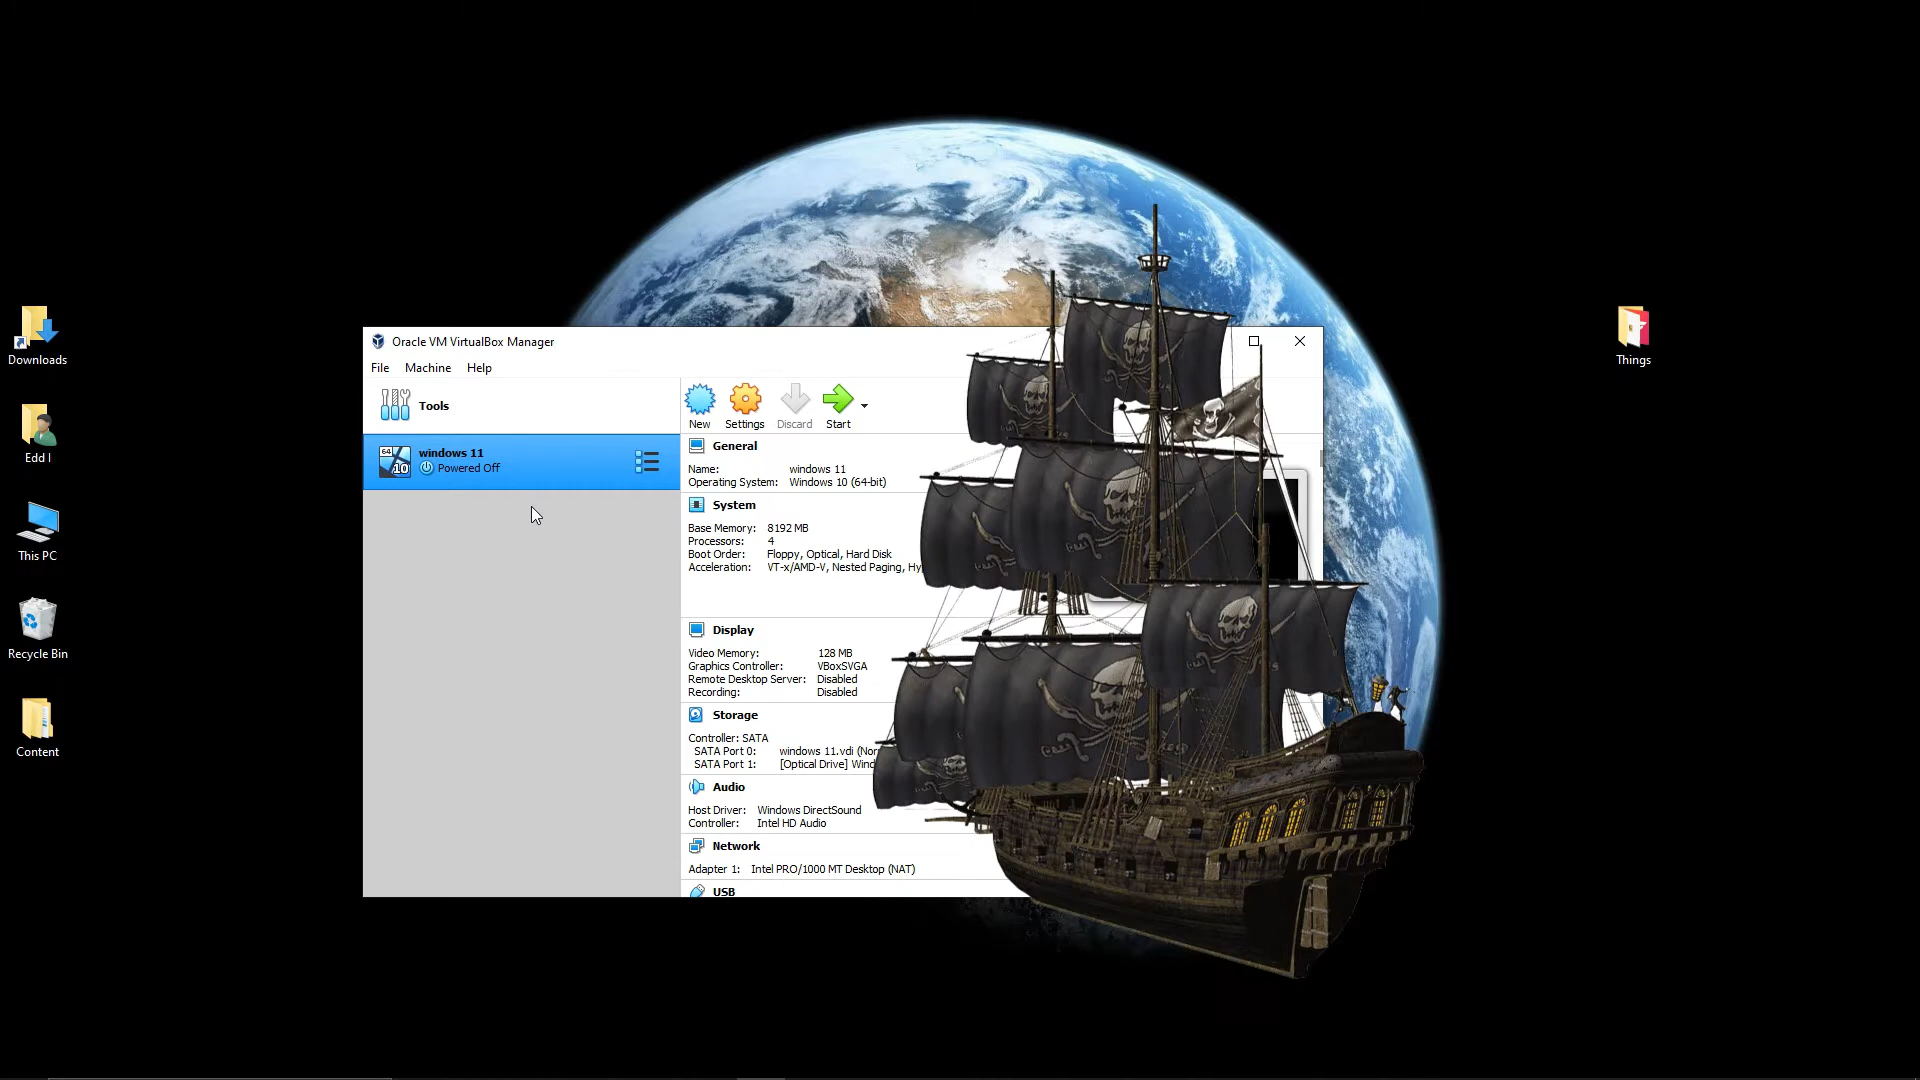 Oracle VM VirtualBox Manager
File Machine Help
Tools
New Settings Discard Start
64
10
windows 11
Powered Off
General
Name: windows 11
Operating System: Windows 10 (64-bit)
System
Base Memory: 8192 MB
Processors: 4
Boot Order: Floppy, Optical, Hard Disk
Acceleration: VT-x/AMD-V, Nested Paging, Hy
Display
Video Memory: 128 MB
Graphics Controller: VBoxSVGA
Remote Desktop Server: Disabled
Recording: Disabled
Storage
Controller: SATA
SATA Port 0: windows 11.vdi (Nor
SATA Port 1: [Optical Drive] Wind
Audio
Host Driver: Windows DirectSound
Controller: Intel HD Audio
Network
Adapter 1: Intel PRO/1000 MT Desktop (NAT)
USB
Downloads
Edd I
This PC
Recycle Bin
Content
Things